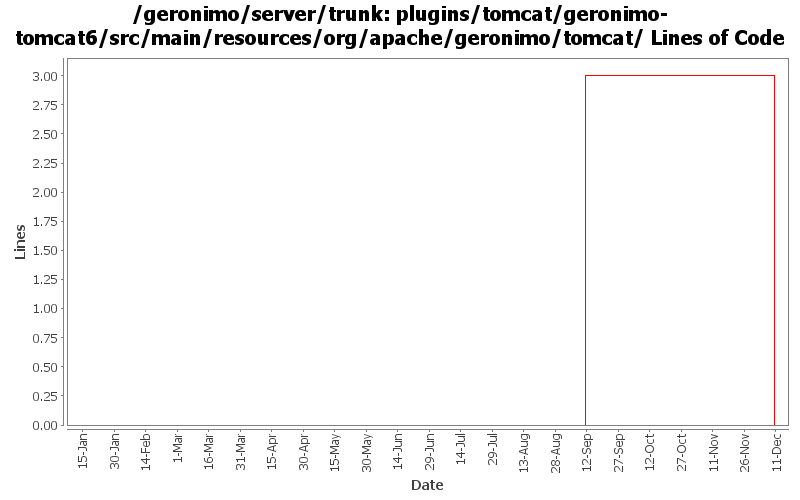 /geronimo/server/trunk: plugins/tomcat/geronimo-
tomcat6/src/main/resources/org/apache/geronimo/tomcat/ Lines of Code
3.00
2.75
2.50
2.25
2.00
1.75
1.50
1.25
1.00
0.75
0.50
0.25
0.00
Lines
15-Jan
30-Jan
14-Feb
1-Mar
16-Mar
31-Mar
15-Apr
30-Apr
15-May
30-May
14-Jun
29-Jun
14-Jul
29-Jul
13-Aug
28-Aug
12-Sep
27-Sep
12-Oct
27-Oct
11-Nov
26-Nov
11-Dec
Date